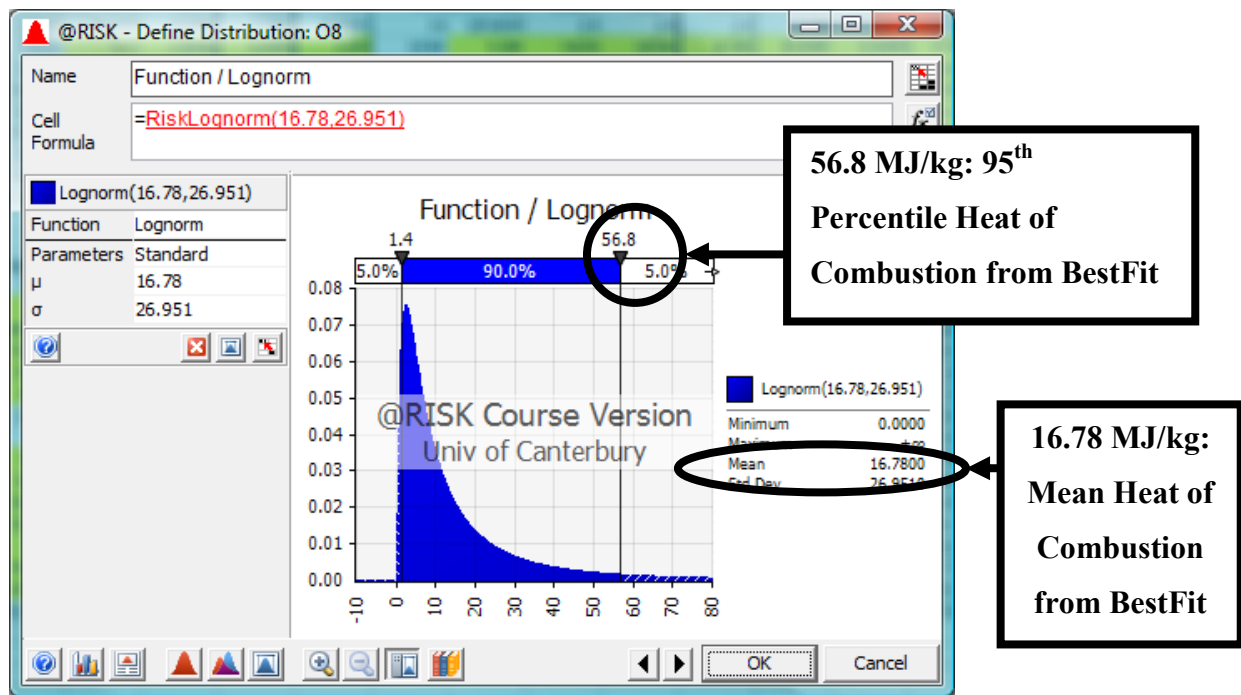 @RISK - Define Distribution: O8
Name
Function / Lognorm
Cell
Formula
=RiskLognorm(16.78,26.951)
Lognorm(16.78,26.951)
Function Lognorm
Parameters Standard
µ 16.78
σ 26.951
Function / Lognorm
1.4 56.8
5.0% 90.0% 5.0%
0.08
0.07
0.06
0.05
0.04
0.03
0.02
0.01
0.00
-10 0 10 20 30 40 50 60 70 80
@RISK Course Version
Univ of Canterbury
Lognorm(16.78,26.951)
Minimum 0.0000
Maximum +∞
Mean 16.7800
Std Dev 26.9510
56.8 MJ/kg: 95th
Percentile Heat of
Combustion from BestFit
16.78 MJ/kg:
Mean Heat of
Combustion
from BestFit
OK
Cancel